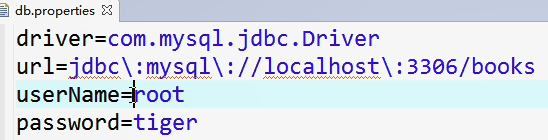 db.properties
driver=com.mysql.jdbc.Driver
url=jdbc\:mysql\://localhost\:3306/books
userName=root
password=tiger